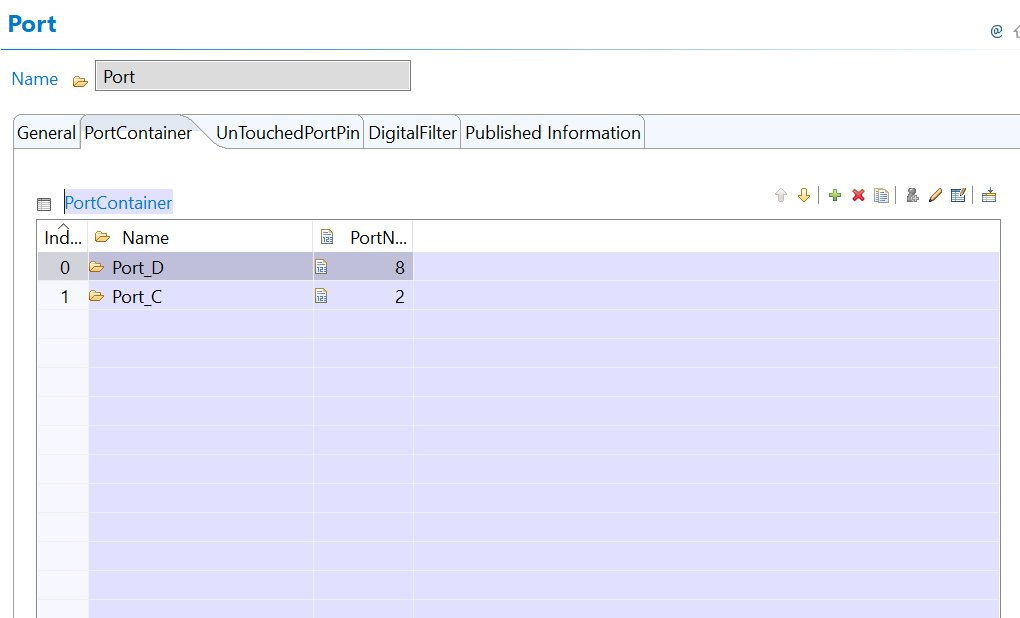 Port
@
Name Port
General PortContainer UnTouchedPortPin DigitalFilter Published Information
PortContainer
Ind... Name PortN...
0 Port_D 8
1 Port_C 2